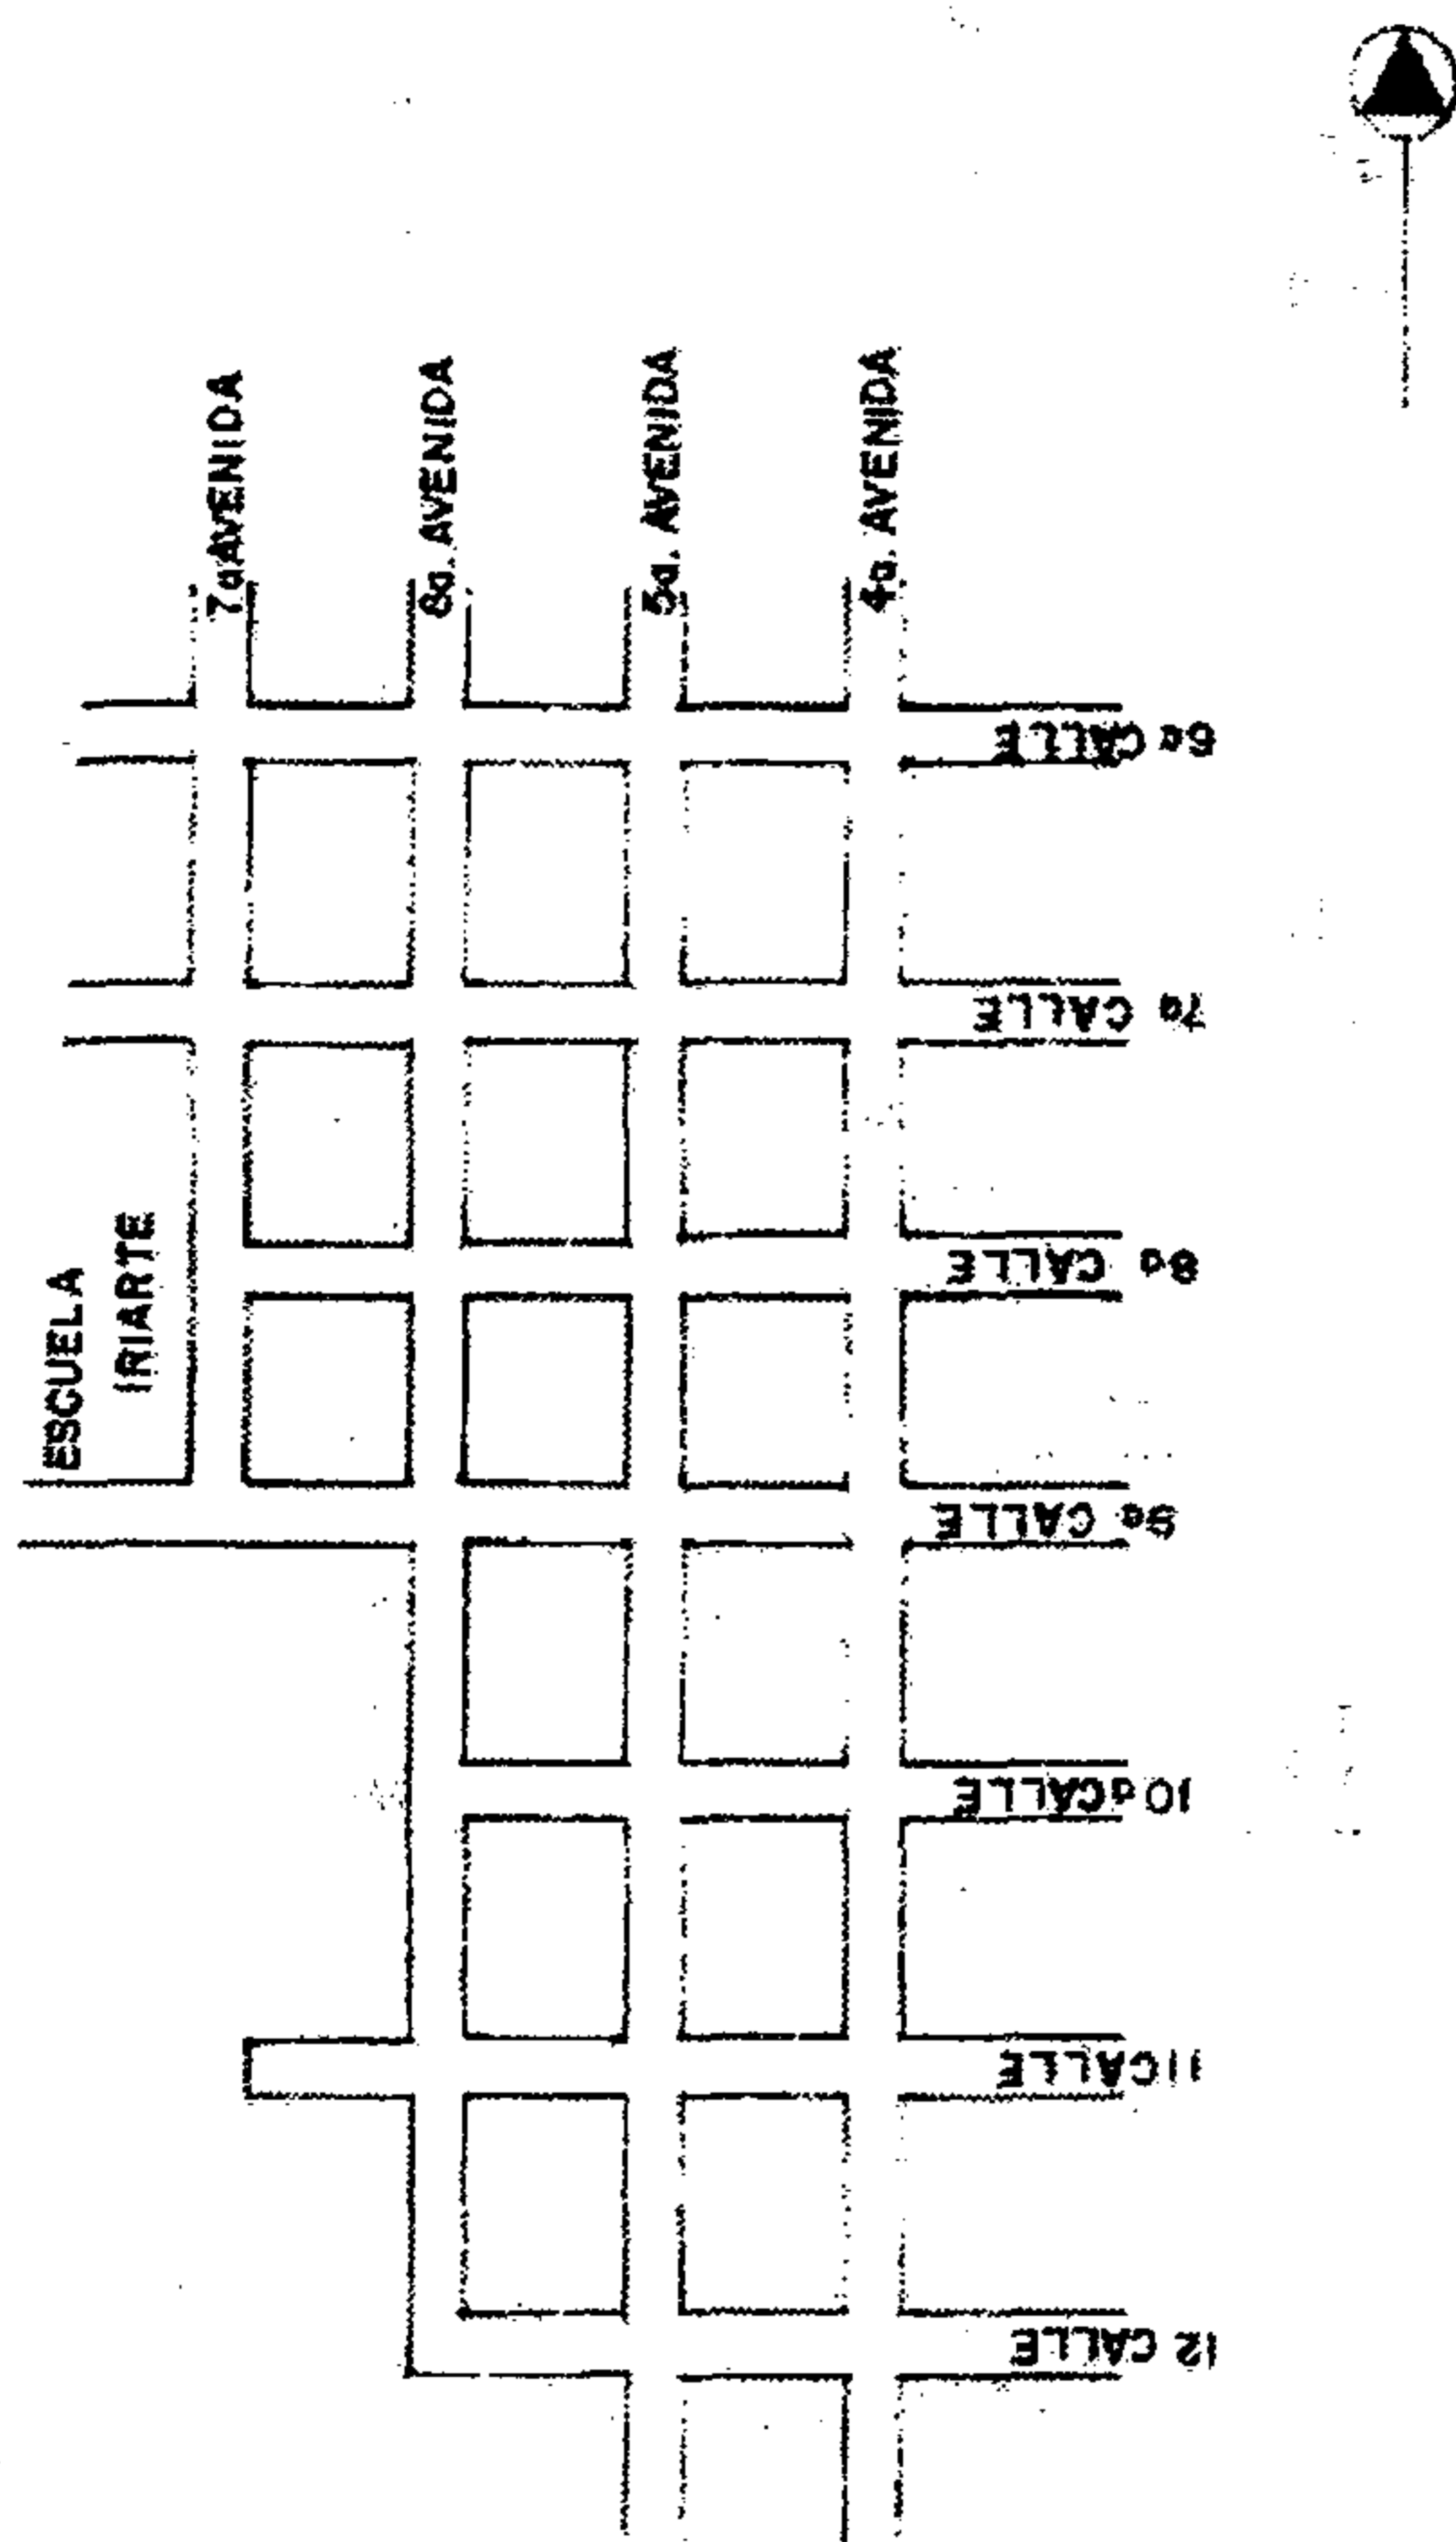 7a AVENIDA
6a. AVENIDA
5a. AVENIDA
4a. AVENIDA
6a CALLE
7a CALLE
8a CALLE
9a CALLE
10a CALLE
11 CALLE
12 CALLE
ESCUELA
IRIARTE